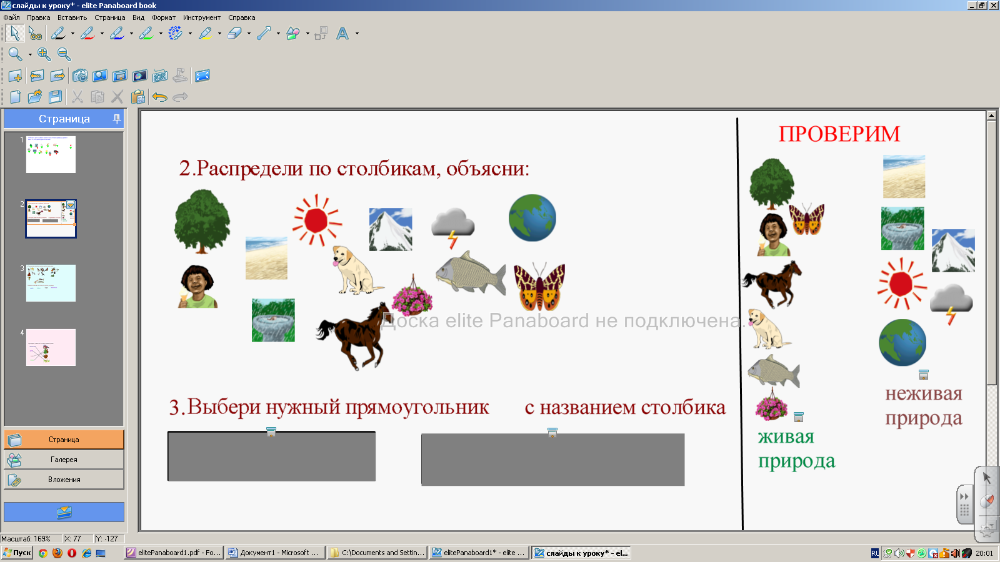 слайды к уроку* - elite Panaboard book
Файл Правка Вставить Страница Вид Формат Инструмент Справка
Страница
1
2
3
4
Страница
Галерея
Вложения
2.Распредели по столбикам, объясни:
Доска elite Panaboard не подключена.
3.Выбери нужный прямоугольник с названием столбика
ПРОВЕРИМ
живая
природа
неживая
природа
Масштаб: 169% X: 77 Y: -127
Пуск elitePanaboard1.pdf - Fo... Документ1 - Microsoft ... C:\Documents and Settin... elitePanaboard1* - elite ... слайды к уроку* - el... RU 20:01